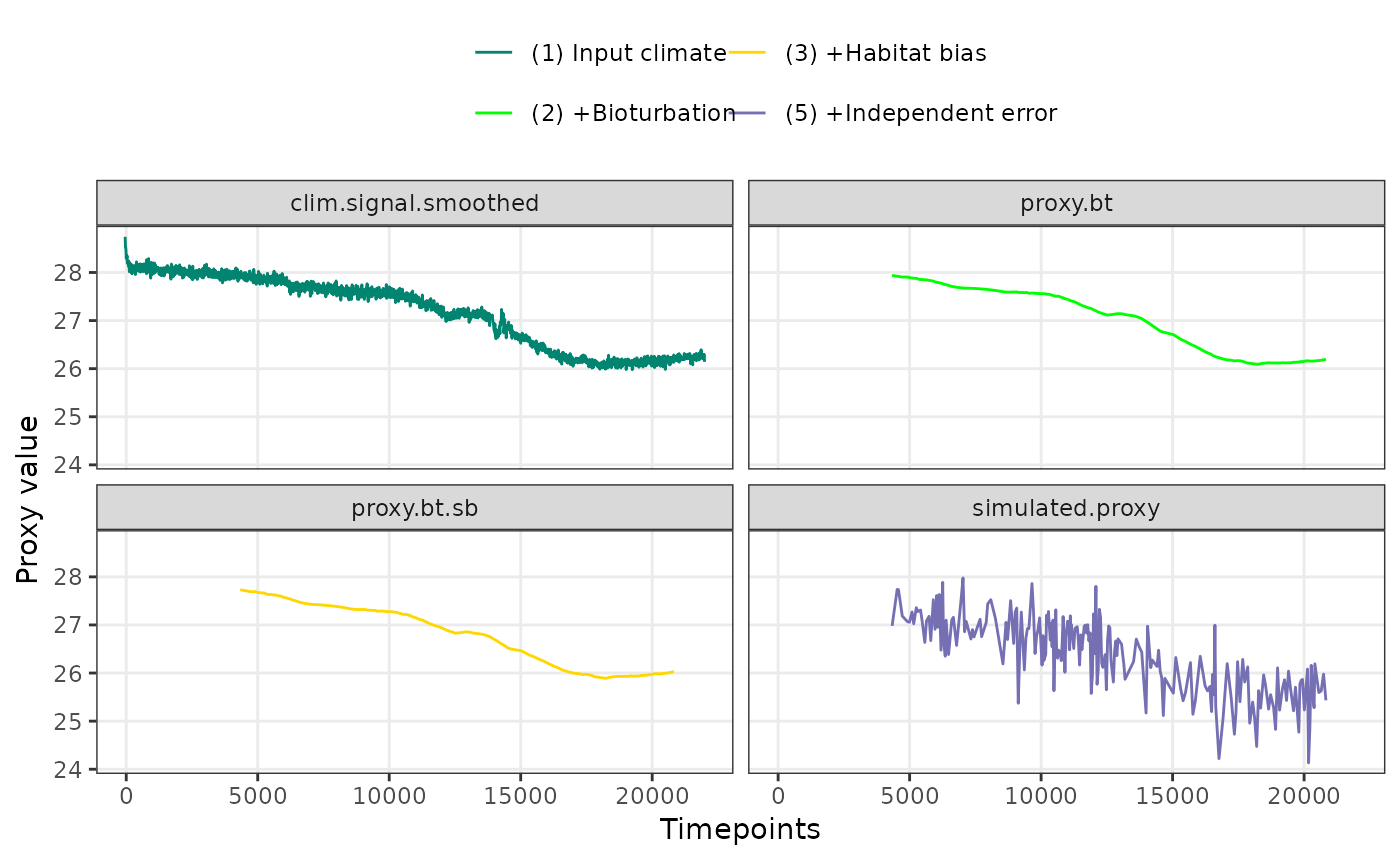 (1) Input climate
(3) +Habitat bias
(2) +Bioturbation
(5) +Independent error
clim.signal.smoothed
proxy.bt
28
27
26
25
24
proxy.bt.sb
simulated.proxy
28
27
26
25
24
Proxy value
0 5000 10000 15000 20000
0 5000 10000 15000 20000
Timepoints